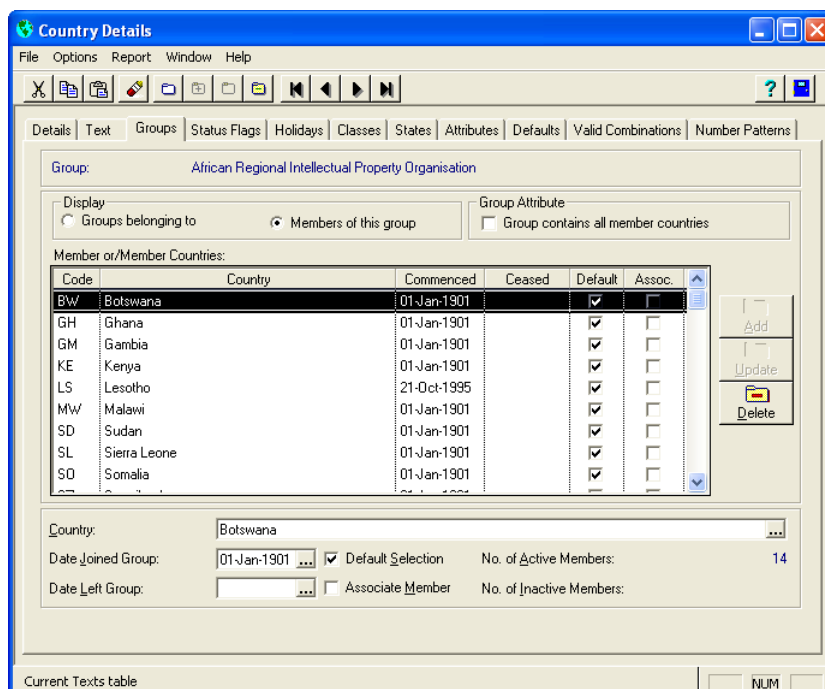 Country Details
File Options Report Window Help
Details Text Groups Status Flags Holidays Classes States Attributes Defaults Valid Combinations Number Patterns
Group: African Regional Intellectual Property Organisation
Display Group Attribute
Groups belonging to Members of this group Group contains all member countries
Member or/Member Countries:
Code Country Commenced Ceased Default Assoc.
BW Botswana 01-Jan-1901
GH Ghana 01-Jan-1901
GM Gambia 01-Jan-1901
Add
KE Kenya 01-Jan-1901
Update
LS Lesotho 21-Oct-1995
MW Malawi 01-Jan-1901
Delete
SD Sudan 01-Jan-1901
SL Sierra Leone 01-Jan-1901
SO Somalia 01-Jan-1901
Country: Botswana ...
Date Joined Group: 01-Jan-1901 ... Default Selection No. of Active Members: 14
Date Left Group: ... Associate Member No. of Inactive Members:
Current Texts table NUM